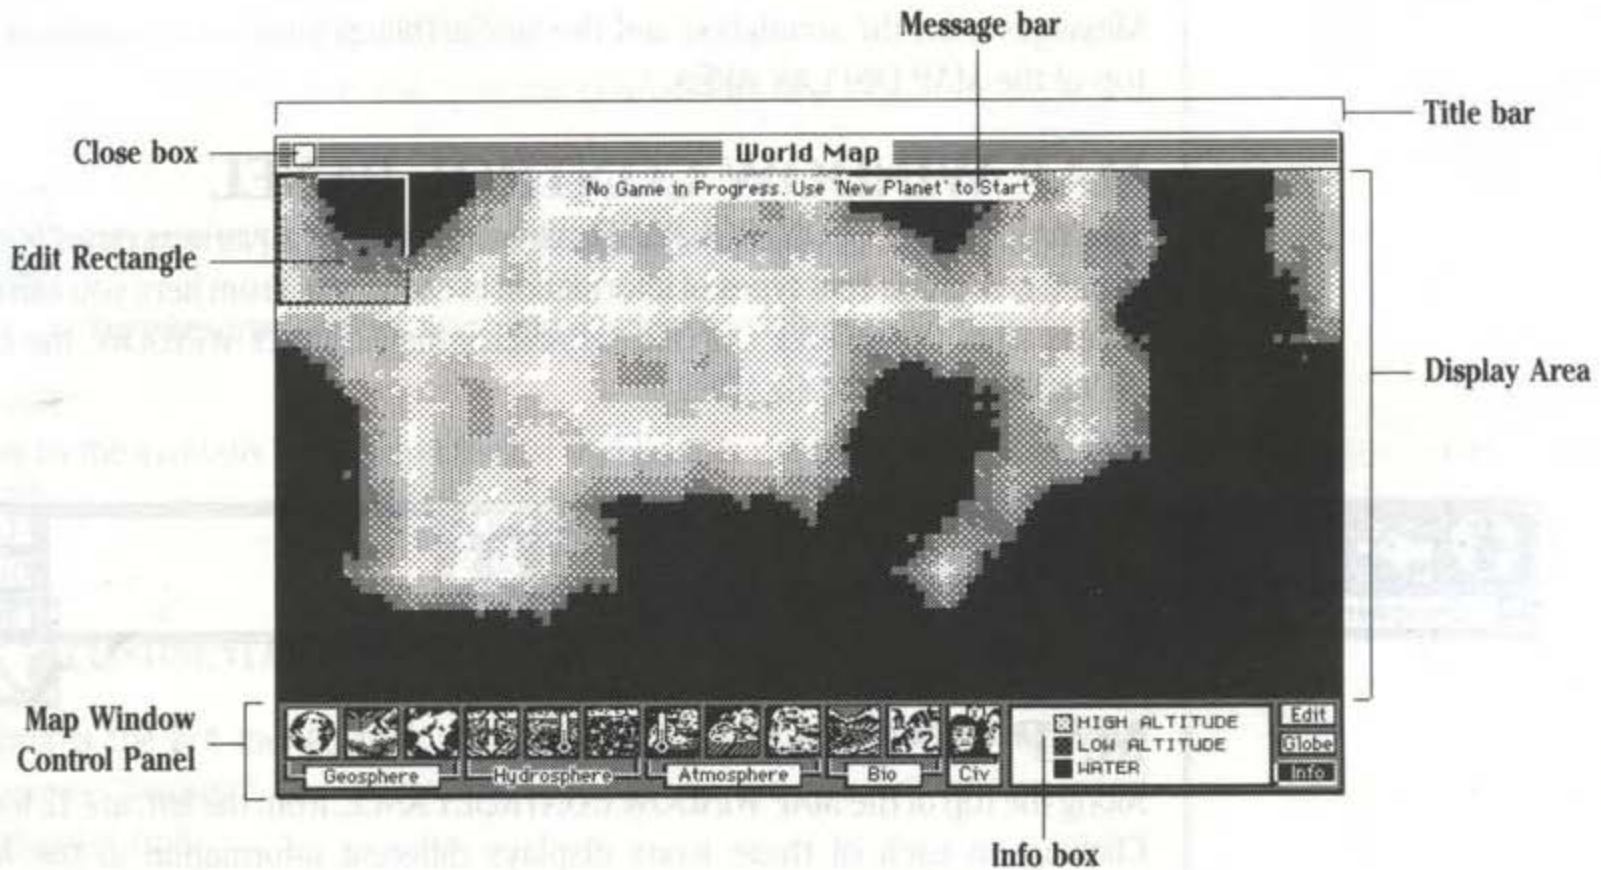 Message bar
Title bar
Close box
World Map
No Game in Progress. Use 'New Planet' to Start
Edit Rectangle
Display Area
Map Window
Control Panel
Geosphere
Hydrosphere
Atmosphere
Bio
Civ
HIGH ALTITUDE
LOW ALTITUDE
WATER
Edit
Globe
Info
Info box